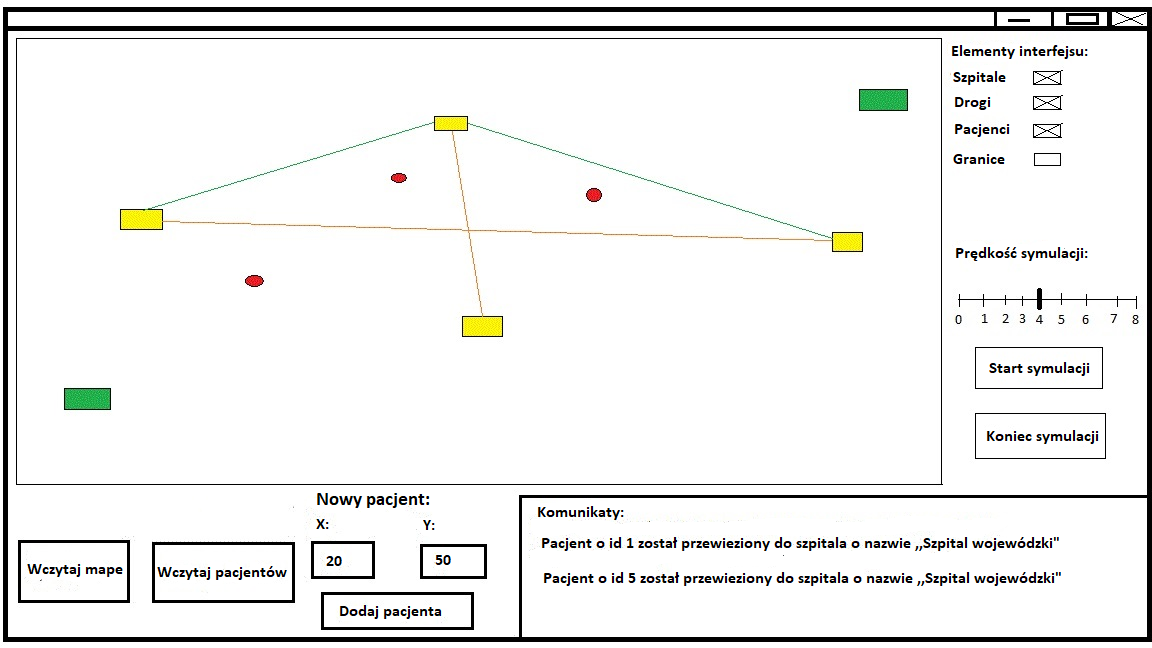 Elementy interfejsu:
Szpitale
Drogi
Pacjenci
Granice
Prędkość symulacji:
0 1 2 3 4 5 6 7 8
Start symulacji
Koniec symulacji
Nowy pacjent:
X: Y:
Wczytaj mape
Wczytaj pacjentów
20 50
Dodaj pacjenta
Komunikaty:
Pacjent o id 1 został przewieziony do szpitala o nazwie ,,Szpital wojewódzki"
Pacjent o id 5 został przewieziony do szpitala o nazwie ,,Szpital wojewódzki"